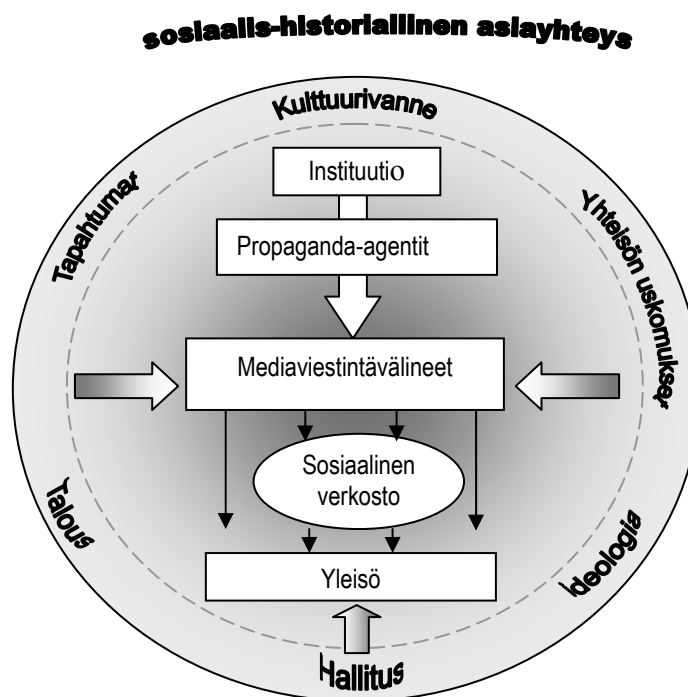 sosiaalis-historiallinen asiayhteys
Kulttuurivanne
Instituutio
Tapahtumat
Yhteisön uskomukset
Propaganda-agentit
Mediaviestintävälineet
Sosiaalinen
verkosto
Talous
Ideologia
Yleisö
Hallitus